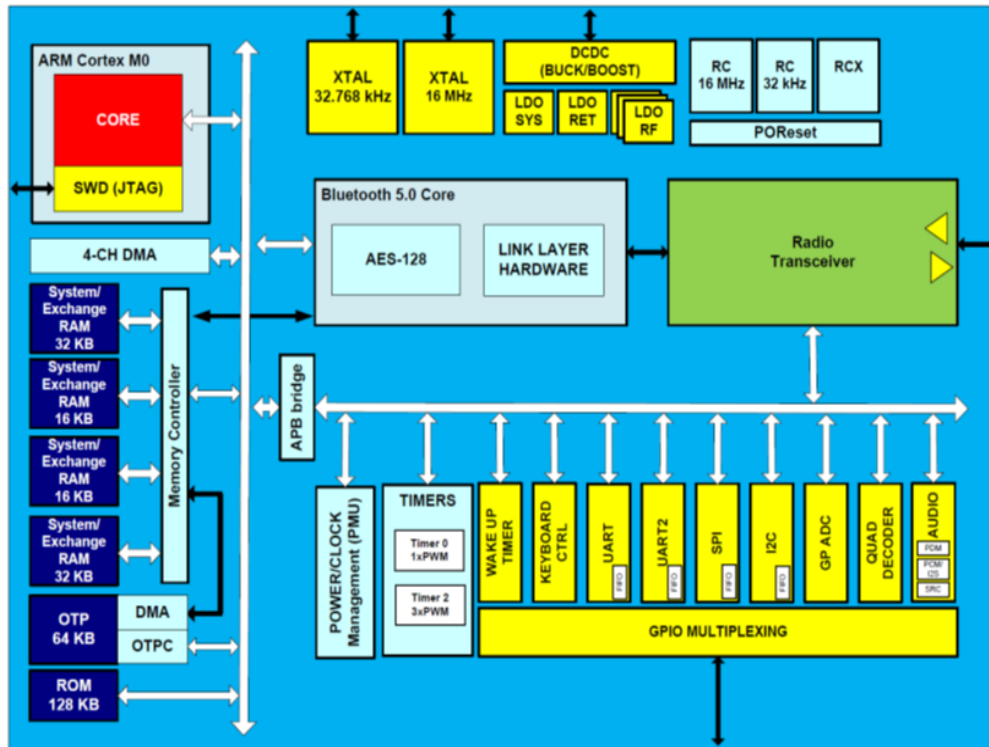 ARM Cortex M0
CORE
SWD (JTAG)
4-CH DMA
System/
Exchange
RAM
32 KB
System/
Exchange
RAM
16 KB
System/
Exchange
RAM
16 KB
System/
Exchange
RAM
32 KB
Memory Controller
OTP
64 KB
DMA
OTPC
ROM
128 KB
XTAL
32.768 kHz
XTAL
16 MHz
DCDC
(BUCK/BOOST)
LDO
SYS
LDO
RET
LDO
RF
RC
16 MHz
RC
32 kHz
RCX
POReset
Bluetooth 5.0 Core
AES-128
LINK LAYER
HARDWARE
Radio
Transceiver
APB bridge
POWER/CLOCK
Management (PMU)
TIMERS
Timer 0
1xPWM
Timer 2
3xPWM
WAKE UP
TIMER
KEYBOARD
CTRL
UART
FIFO
UART2
FIFO
SPI
FIFO
I2C
FIFO
GP ADC
QUAD
DECODER
AUDIO
PDM
PCM/
I2S
SRC
GPIO MULTIPLEXING